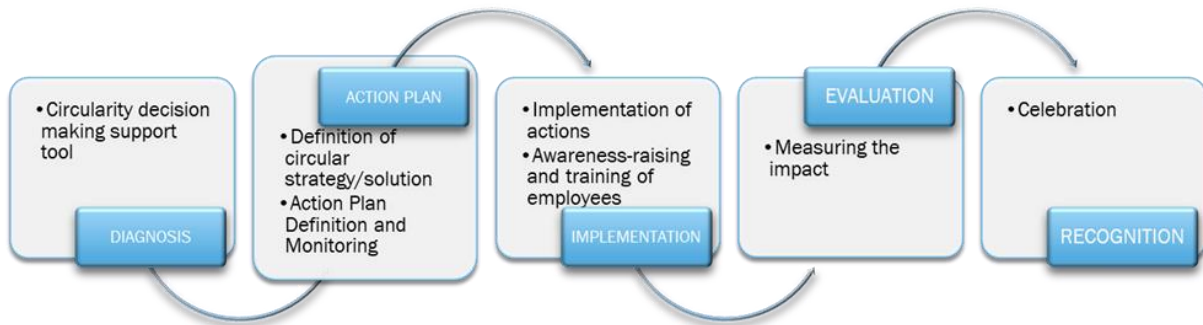 • Circularity decision
making support
tool
DIAGNOSIS
ACTION PLAN
• Definition of
circular
strategy/solution
• Action Plan
Definition and
Monitoring
• Implementation of
actions
• Awareness-raising
and training of
employees
IMPLEMENTATION
EVALUATION
• Measuring the
impact
• Celebration
RECOGNITION